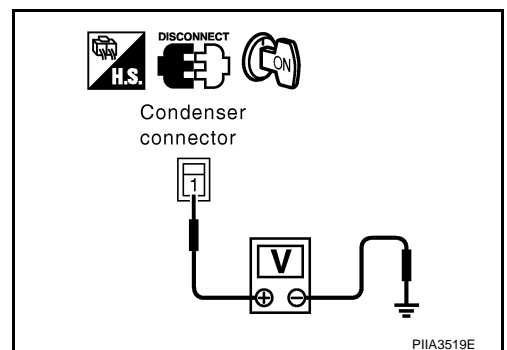 DISCONNECT
H.S.
ON
Condenser
connector
1
V
PIIA3519E